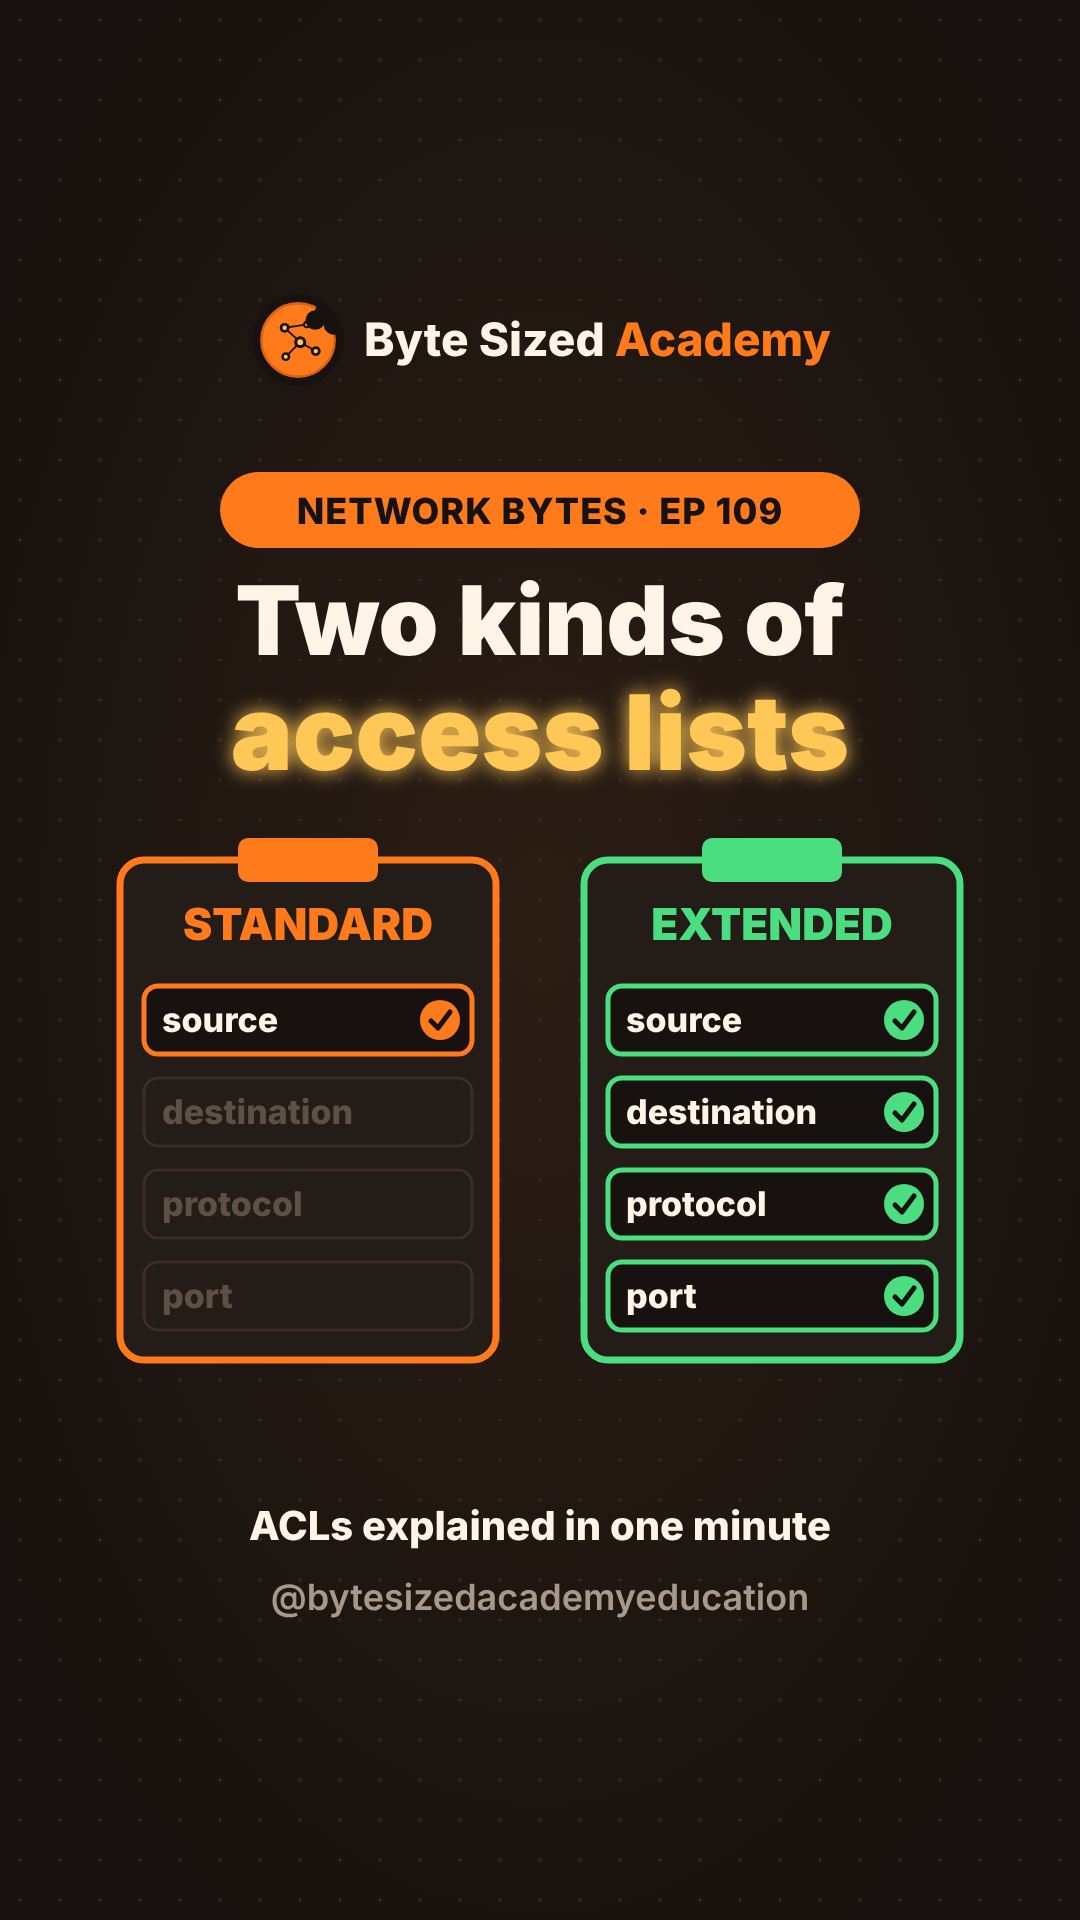 Byte Sized Academy
NETWORK BYTES · EP 109
Two kinds of
access lists
STANDARD
source
destination
protocol
port
EXTENDED
source
destination
protocol
port
ACLs explained in one minute
@bytesizedacademyeducation